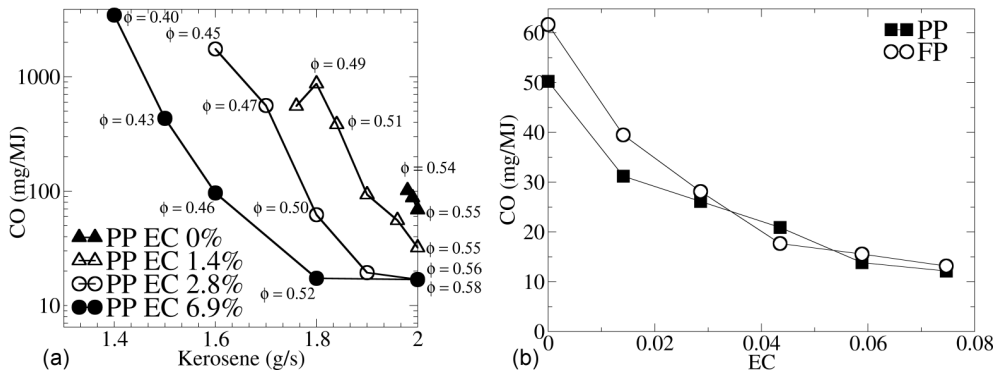 CO (mg/MJ)
1000
100
10
ϕ = 0.40
ϕ = 0.45
ϕ = 0.49
ϕ = 0.47
ϕ = 0.43
ϕ = 0.51
ϕ = 0.54
ϕ = 0.46
ϕ = 0.50
ϕ = 0.55
ϕ = 0.55
ϕ = 0.56
ϕ = 0.52
ϕ = 0.58
PP EC 0%
PP EC 1.4%
PP EC 2.8%
PP EC 6.9%
1.4 1.6 1.8 2
(a) Kerosene (g/s)
CO (mg/MJ)
60
50
40
30
20
10
0
PP
FP
0 0.02 0.04 0.06 0.08
(b) EC